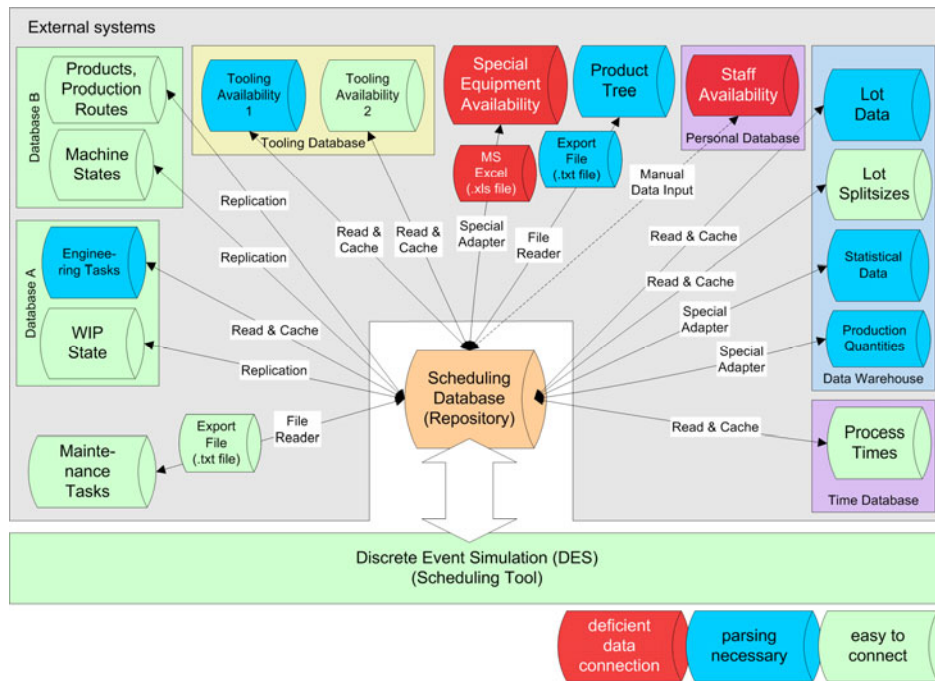 External systems
Database B
Products,
Production
Routes
Machine
States
Tooling
Availability
1
Tooling
Availability
2
Tooling Database
Special
Equipment
Availability
MS
Excel
(.xls file)
Product
Tree
Export
File
(.txt file)
Staff
Availability
Personal Database
Lot
Data
Lot
Splitsizes
Statistical
Data
Production
Quantities
Data Warehouse
Database A
Enginee-
ring Tasks
WIP
State
Replication
Replication
Read & Cache
Replication
Read &
Cache
Read &
Cache
Special
Adapter
File
Reader
Manual
Data Input
Read & Cache
Read & Cache
Special
Adapter
Special
Adapter
Read & Cache
Scheduling
Database
(Repository)
File
Reader
Export
File
(.txt file)
Mainte-
nance
Tasks
Process
Times
Time Database
Discrete Event Simulation (DES)
(Scheduling Tool)
deficient
data
connection
parsing
necessary
easy to
connect